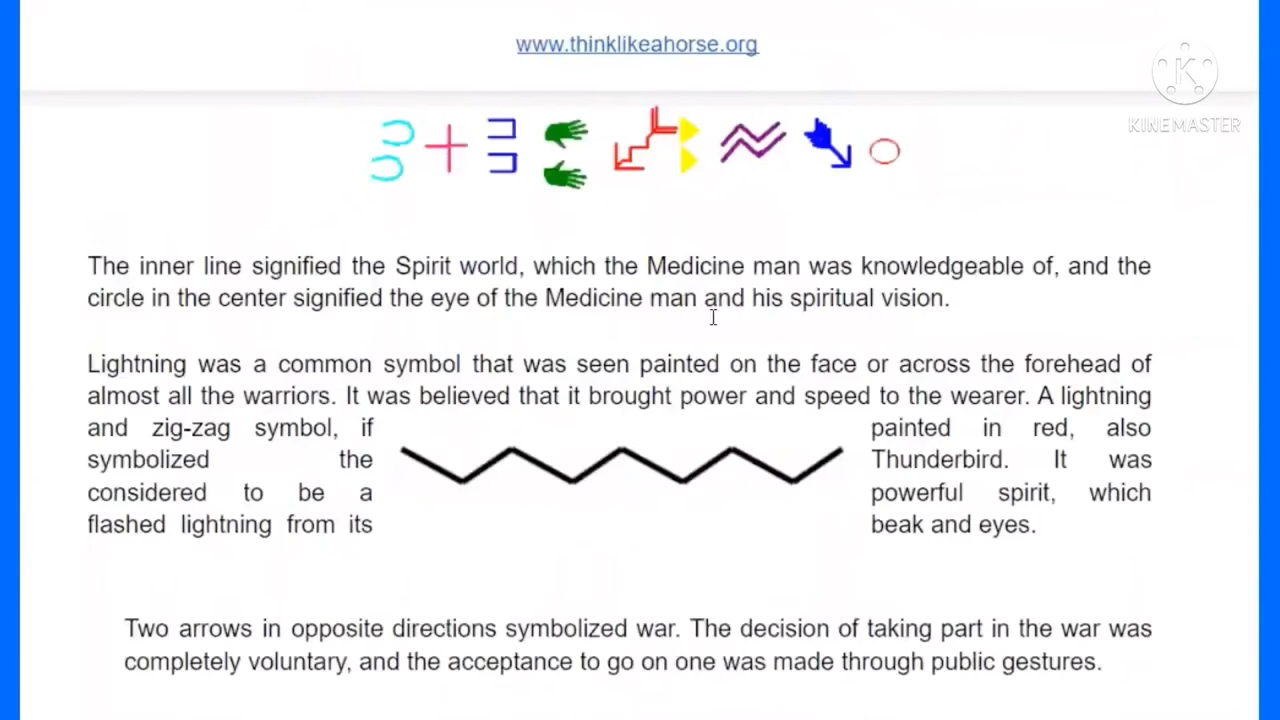 www.thinklikeahorse.org
K
KINEMASTER
The inner line signified the Spirit world, which the Medicine man was knowledgeable of, and the
circle in the center signified the eye of the Medicine man and his spiritual vision.
Lightning was a common symbol that was seen painted on the face or across the forehead of
almost all the warriors. It was believed that it brought power and speed to the wearer. A lightning
and zig-zag symbol, if painted in red, also
symbolized the Thunderbird. It was
considered to be a powerful spirit, which
flashed lightning from its beak and eyes.
Two arrows in opposite directions symbolized war. The decision of taking part in the war was
completely voluntary, and the acceptance to go on one was made through public gestures.